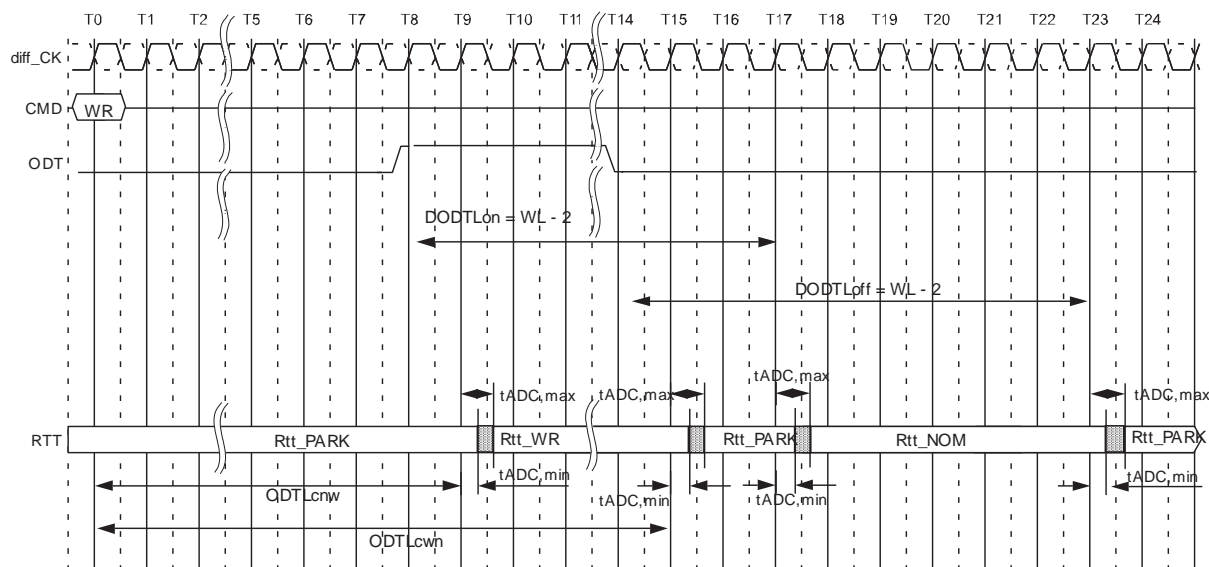 T0 T1 T2 T5 T6 T7 T8 T9 T10 T11 T14 T15 T16 T17 T18 T19 T20 T21 T22 T23 T24
diff_CK
CMD WR
ODT
DODTLon = WL - 2
DODTLoff = WL - 2
tADC,max
tADC,max tADC,max tADC,max
RTT Rtt_PARK Rtt_WR Rtt_PARK Rtt_NOM Rtt_PARK
tADC,min tADC,min
ODTLcnw tADC,min tADC,min
ODTLcwn